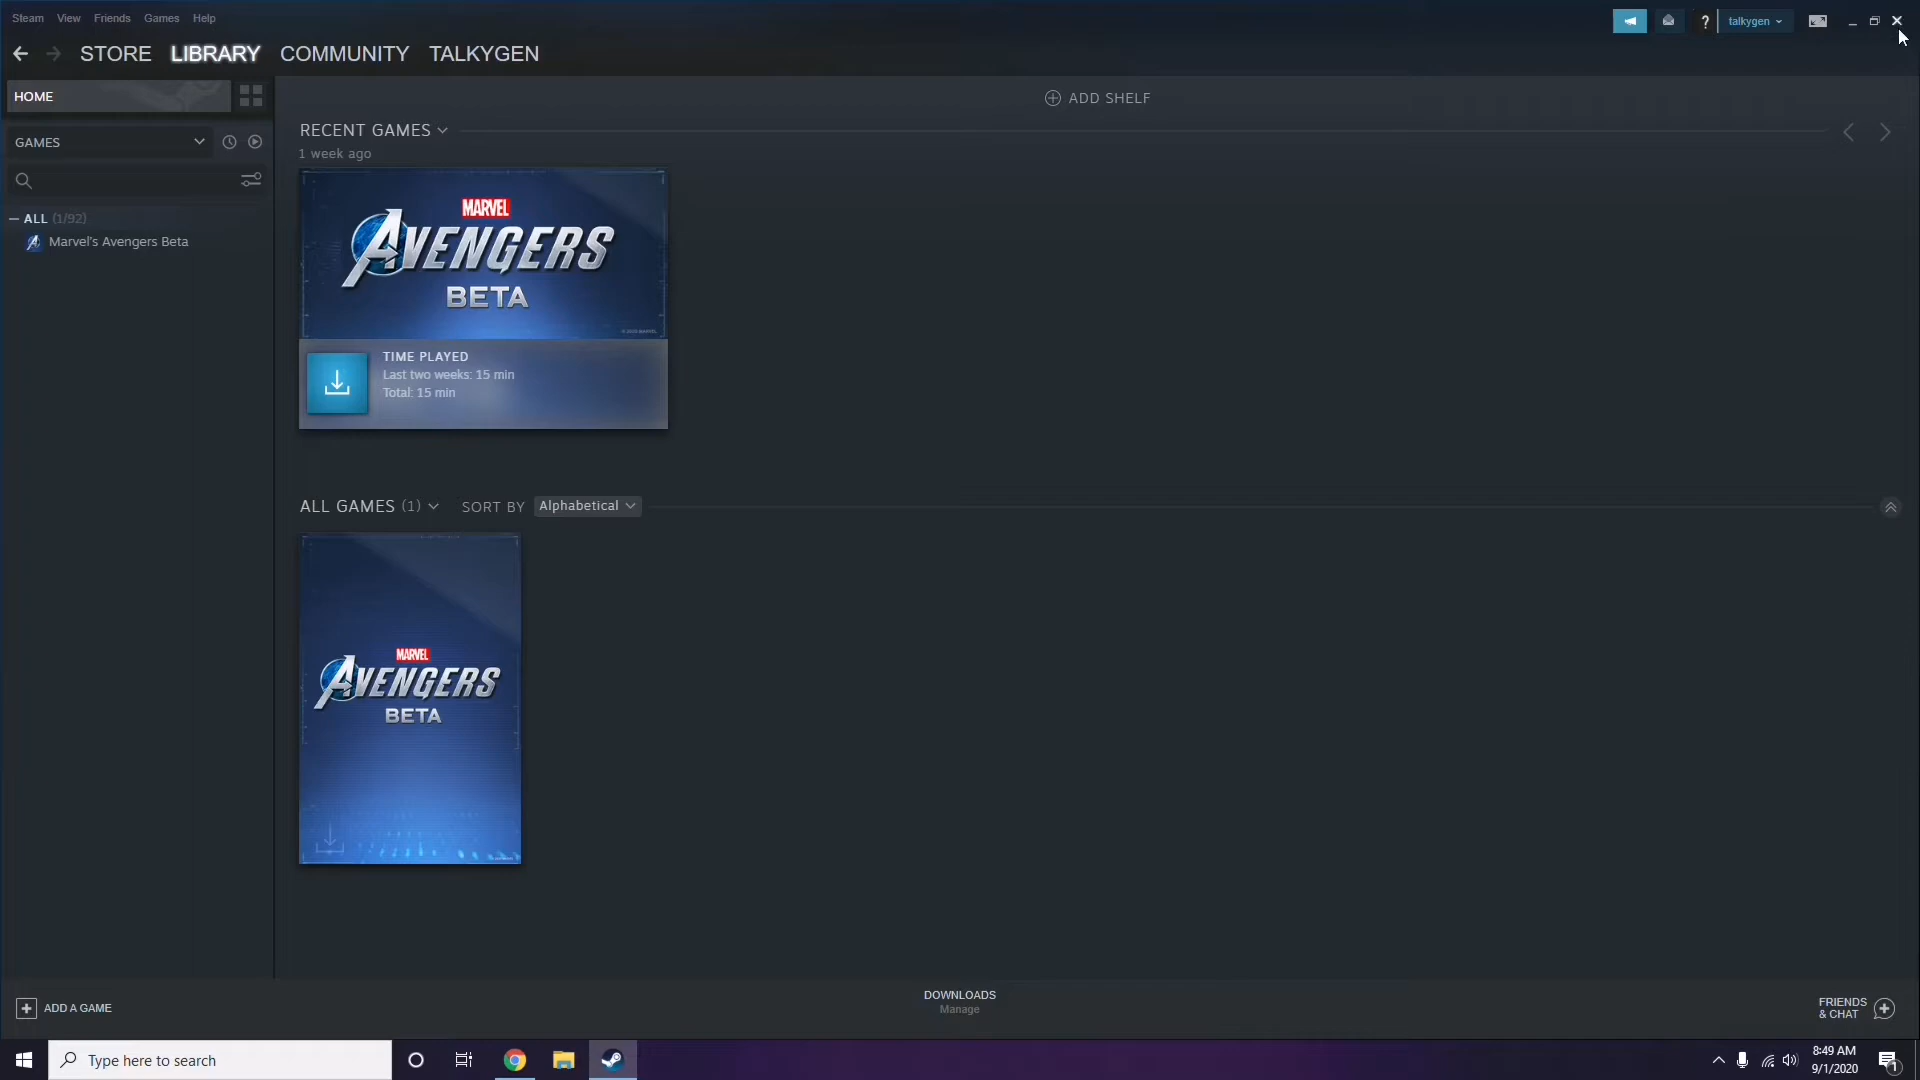 Steam View Friends Games Help
talkygen
STORE LIBRARY COMMUNITY TALKYGEN
HOME
ADD SHELF
RECENT GAMES
GAMES
1 week ago
MARVEL
AVENGERS
BETA
ALL (1/92)
Marvel's Avengers Beta
TIME PLAYED
Last two weeks: 15 min
Total: 15 min
ALL GAMES (1) SORT BY Alphabetical
MARVEL
AVENGERS
BETA
ADD A GAME
DOWNLOADS
Manage
FRIENDS
& CHAT
Type here to search
8:49 AM
9/1/2020
1